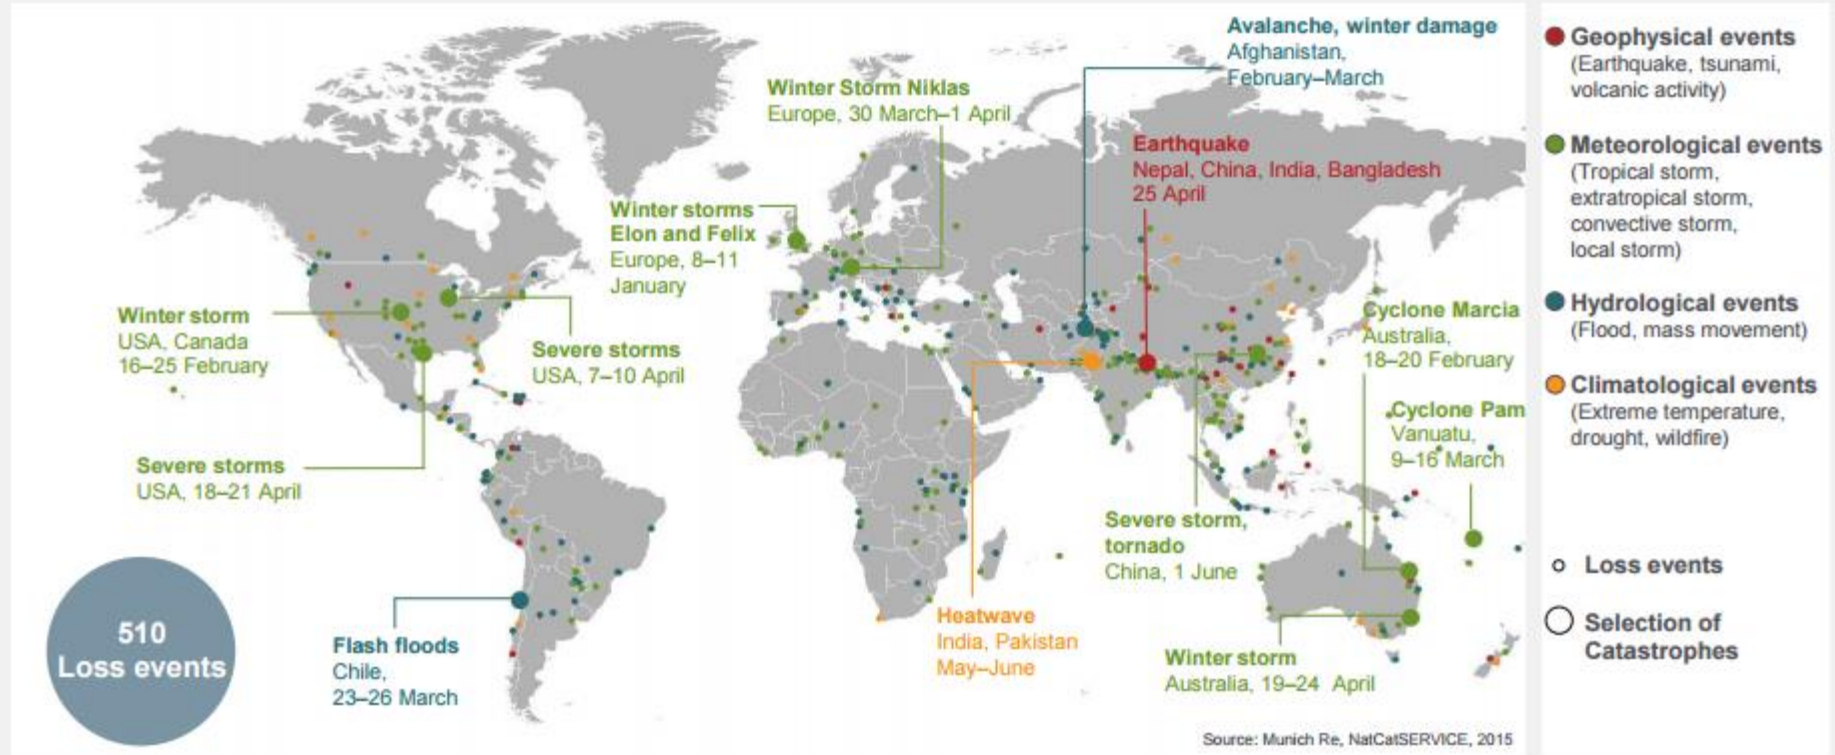 Avalanche, winter damage
Afghanistan,
February–March
Winter Storm Niklas
Europe, 30 March–1 April
Earthquake
Nepal, China, India, Bangladesh
25 April
Winter storms
Elon and Felix
Europe, 8–11
January
Winter storm
USA, Canada
16–25 February
Severe storms
USA, 7–10 April
Cyclone Marcia
Australia,
18–20 February
Cyclone Pam
Vanuatu,
9–16 March
Severe storms
USA, 18–21 April
Severe storm,
tornado
China, 1 June
510
Loss events
Flash floods
Chile,
23–26 March
Heatwave
India, Pakistan
May–June
Winter storm
Australia, 19–24 April
Source: Munich Re, NatCatSERVICE, 2015
Geophysical events
(Earthquake, tsunami,
volcanic activity)
Meteorological events
(Tropical storm,
extratropical storm,
convective storm,
local storm)
Hydrological events
(Flood, mass movement)
Climatological events
(Extreme temperature,
drought, wildfire)
Loss events
Selection of
Catastrophes